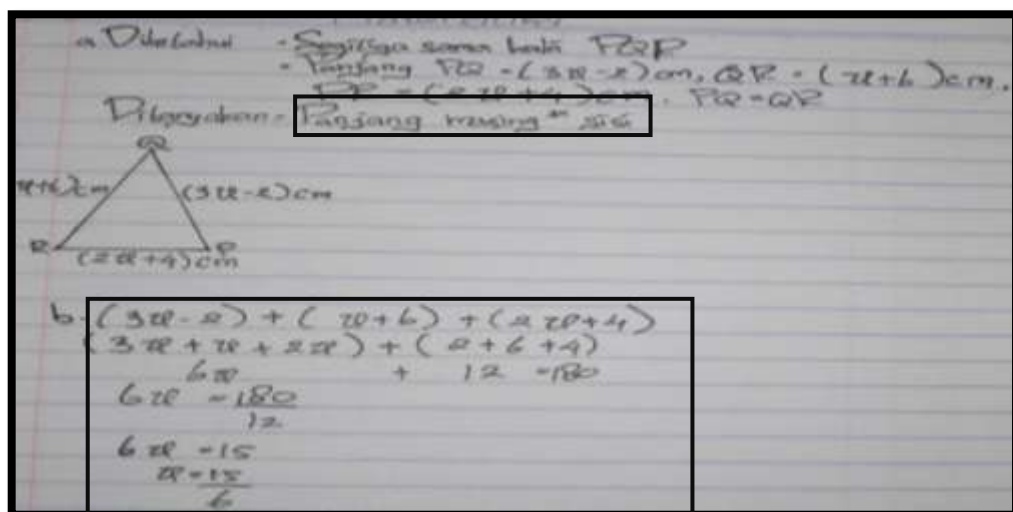 a. Diketahui = Segitiga sama kaki PQR
= Panjang PQ = (3x-2)cm, QR = (x+6)cm.
PR = (2x+4)cm. PQ=QR
Ditanyakan = Panjang masing" sisi
Q
x+6)cm (3x-2)cm
R P
(2x+4)cm
b. (3x-2) + (x+6) + (2x+4)
(3x+x+2x) + (2+6+4)
6x + 12 =180
6x =180
12
6x =15
x=15
6